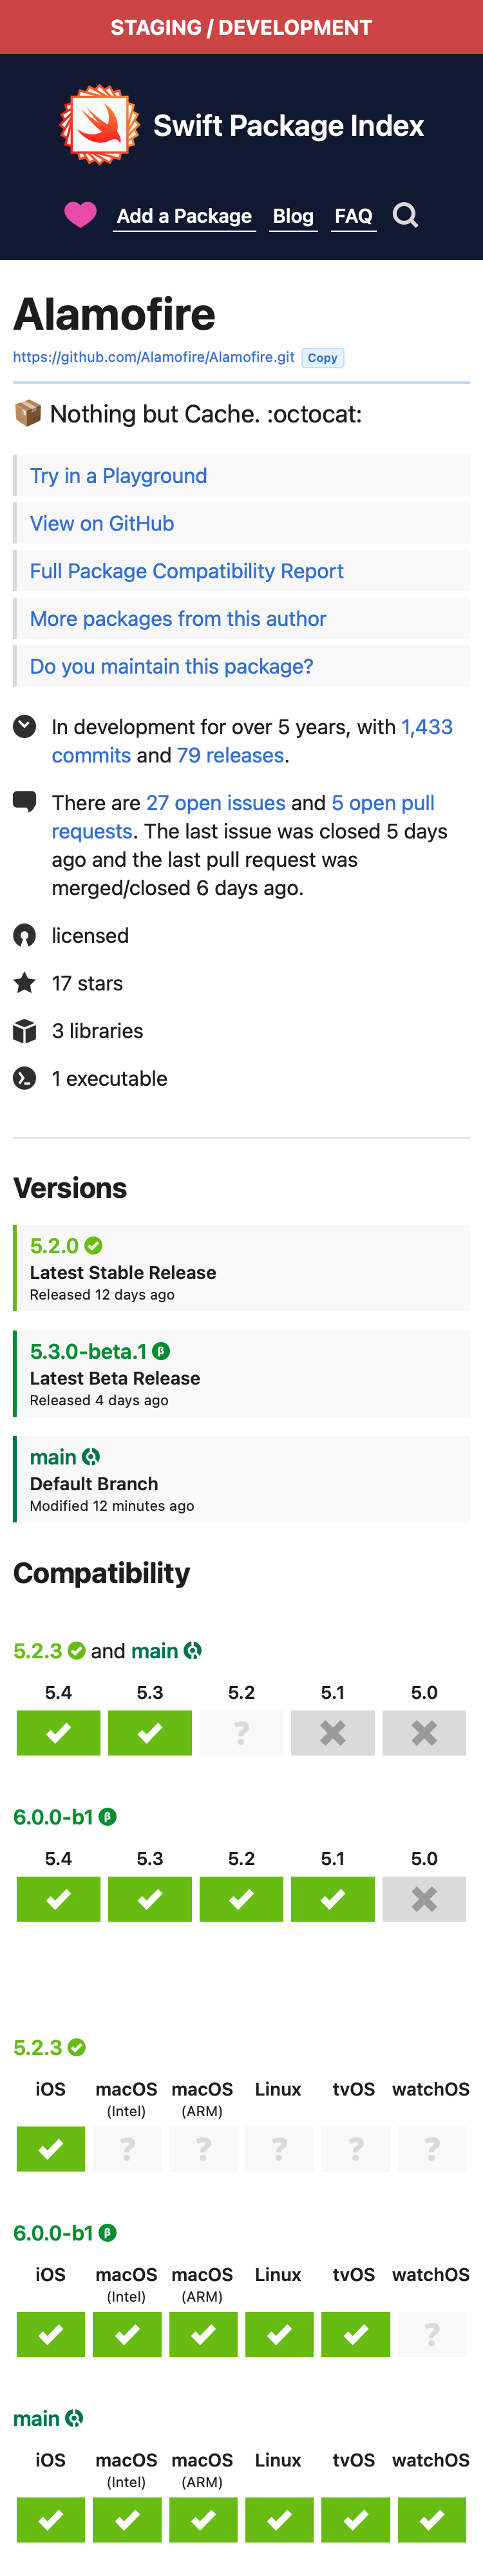 STAGING / DEVELOPMENT
Swift Package Index
Add a Package Blog FAQ
Alamofire
https://github.com/Alamofire/Alamofire.git Copy
📦 Nothing but Cache. :octocat:
Try in a Playground
View on GitHub
Full Package Compatibility Report
More packages from this author
Do you maintain this package?
In development for over 5 years, with 1,433
commits and 79 releases.
There are 27 open issues and 5 open pull
requests. The last issue was closed 5 days
ago and the last pull request was
merged/closed 6 days ago.
licensed
17 stars
3 libraries
1 executable
Versions
5.2.0
Latest Stable Release
Released 12 days ago
5.3.0-beta.1 β
Latest Beta Release
Released 4 days ago
main
Default Branch
Modified 12 minutes ago
Compatibility
5.2.3 and main
5.4 5.3 5.2 5.1 5.0
?
6.0.0-b1 β
5.4 5.3 5.2 5.1 5.0
5.2.3
iOS macOS macOS Linux tvOS watchOS
(Intel) (ARM)
? ? ? ? ?
6.0.0-b1 β
iOS macOS macOS Linux tvOS watchOS
(Intel) (ARM)
?
main
iOS macOS macOS Linux tvOS watchOS
(Intel) (ARM)